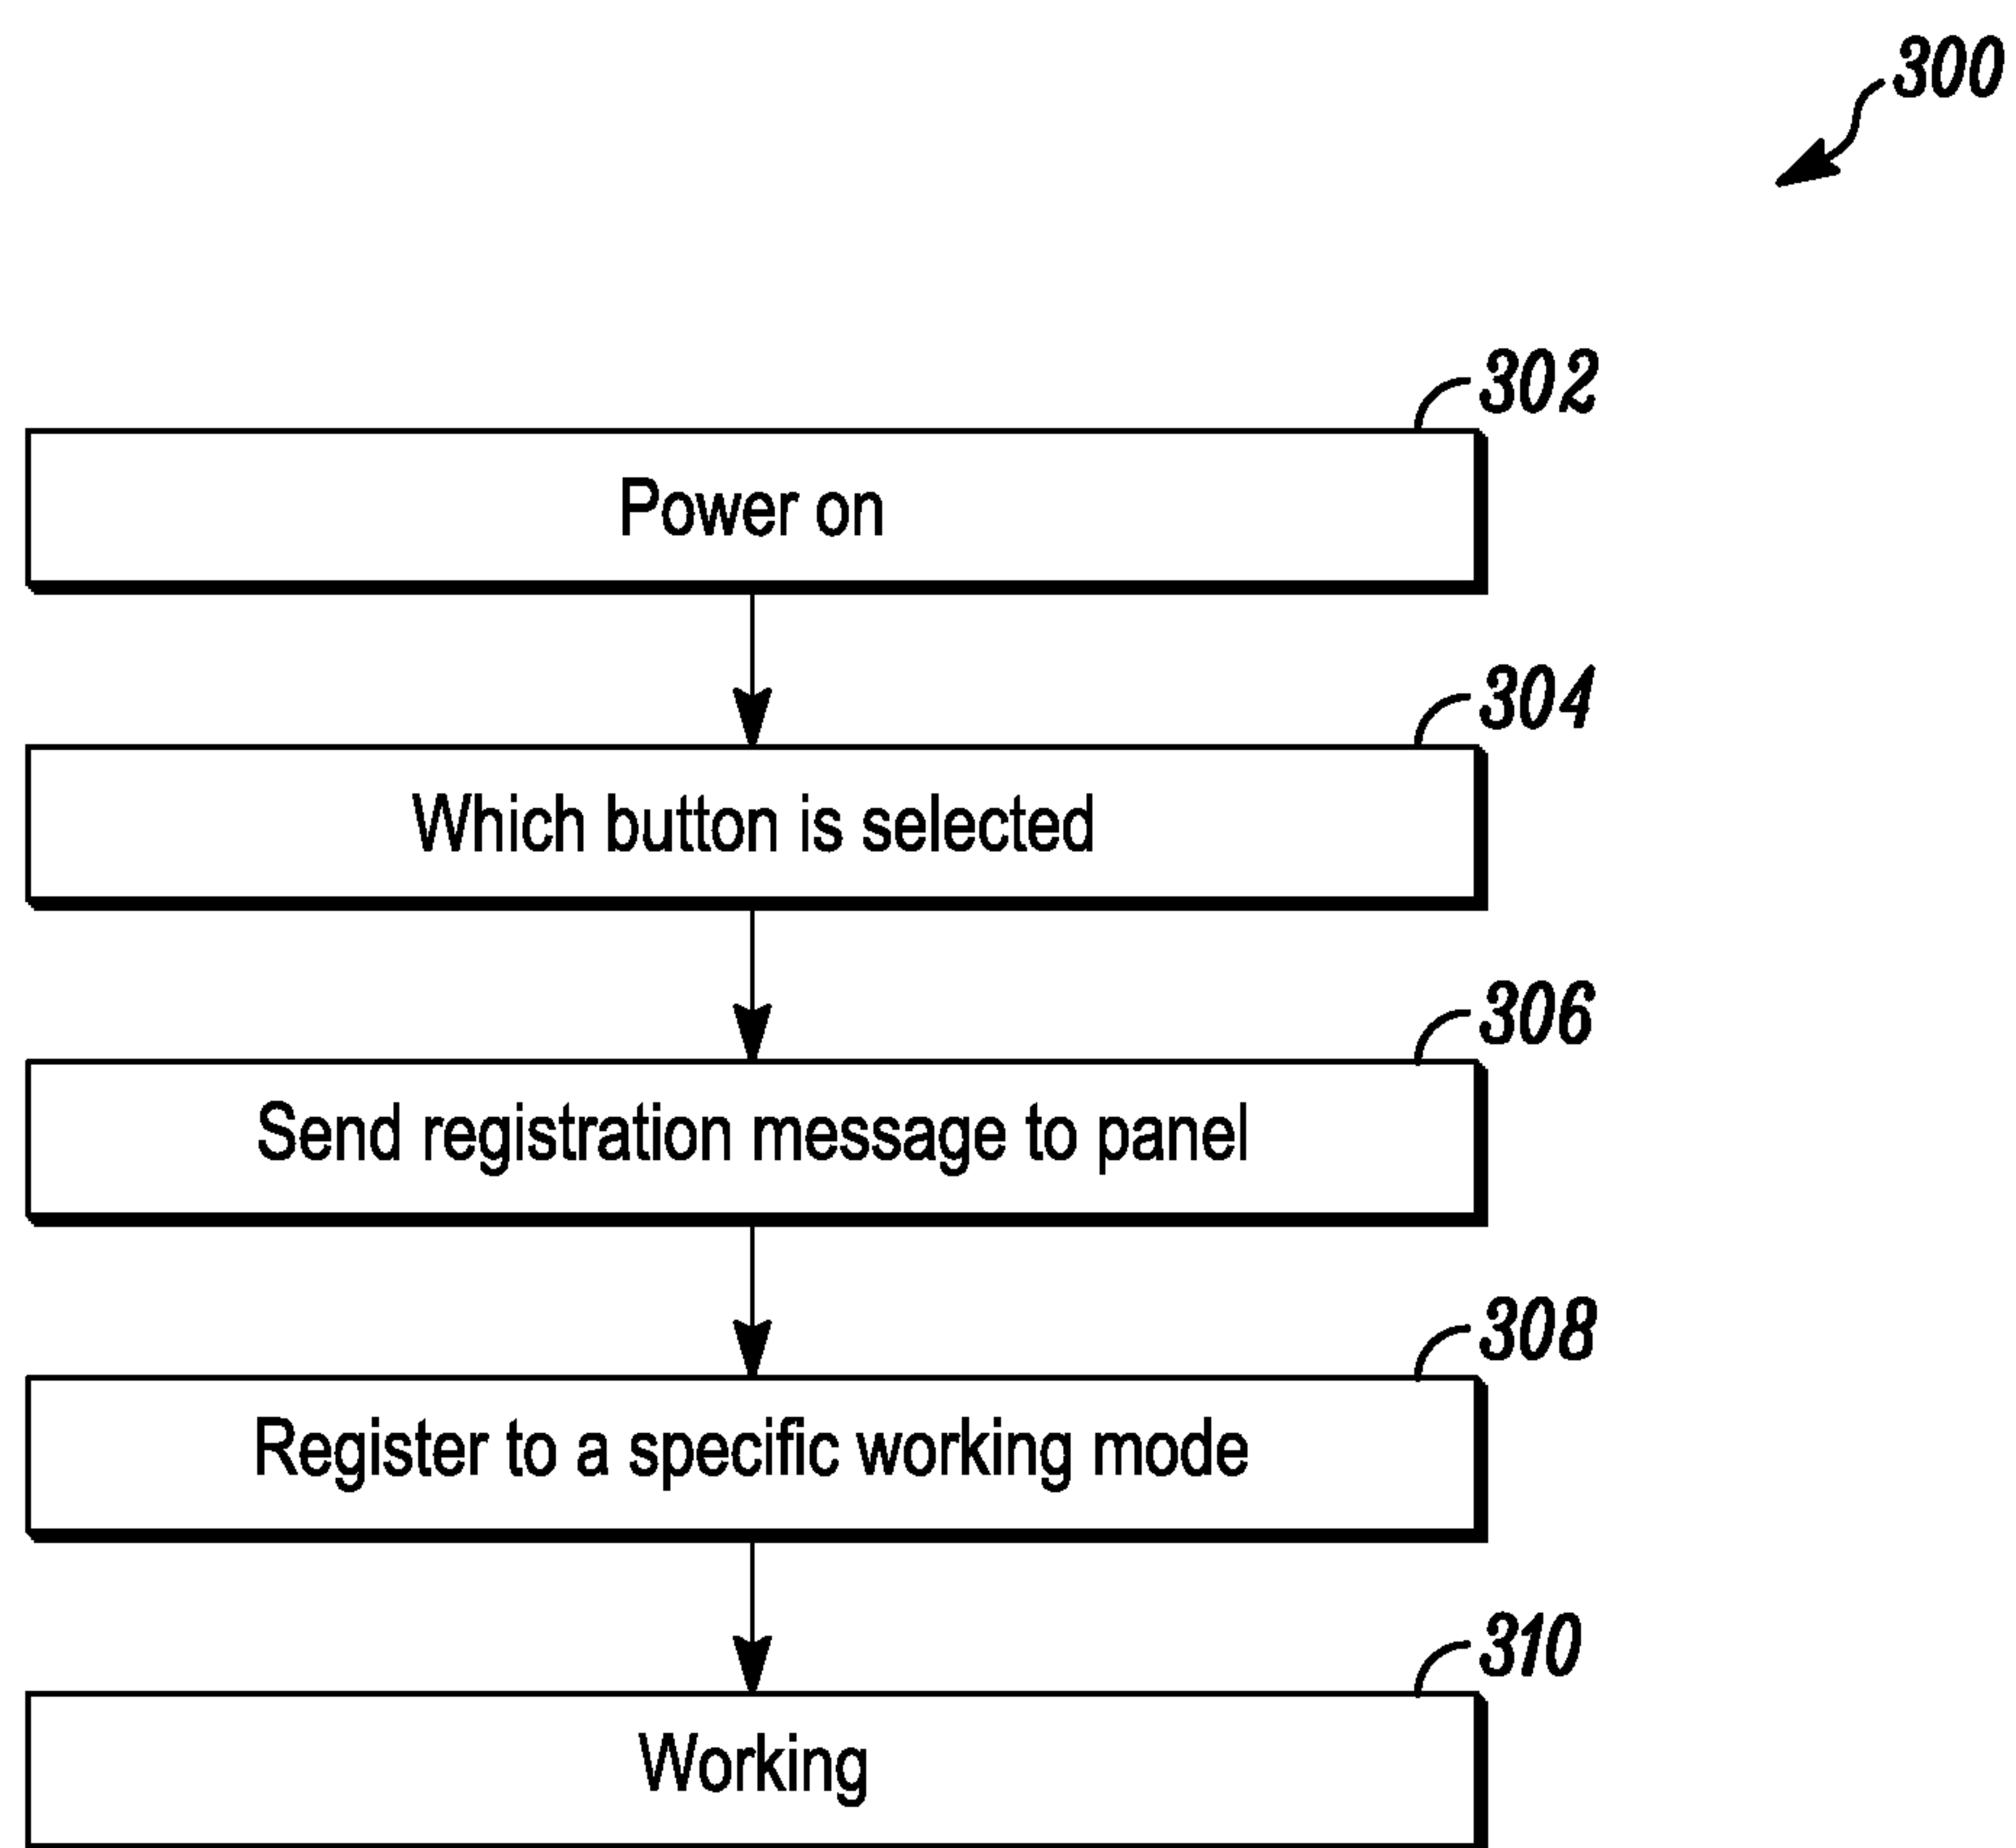 300
302
Power on
304
Which button is selected
306
Send registration message to panel
308
Register to a specific working mode
310
Working